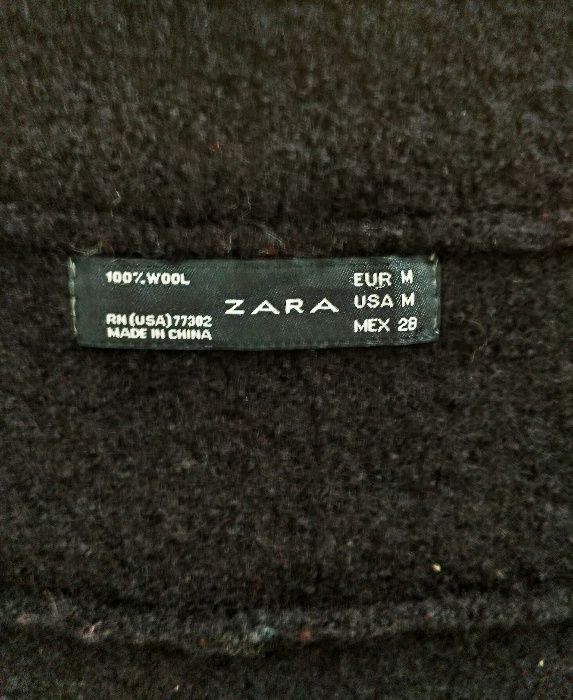 100% WOOL
RN(USA)77302
MADE IN CHINA
ZARA
EUR M
USA M
MEX 28